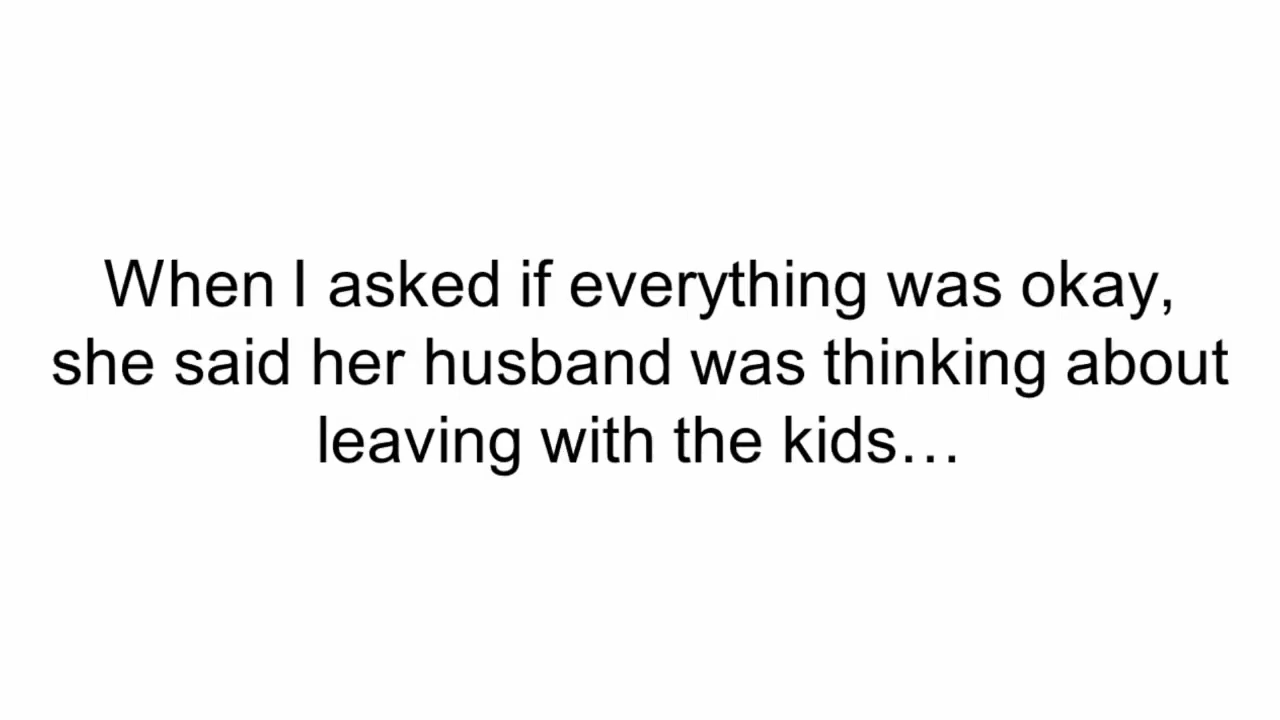 When I asked if everything was okay,
she said her husband was thinking about
leaving with the kids…